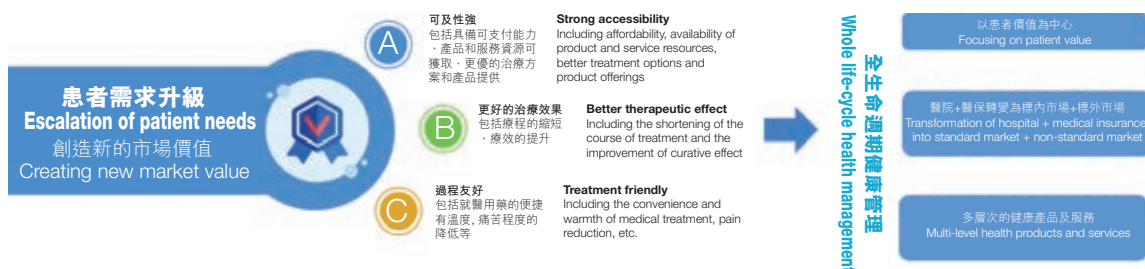 患者需求升級
Escalation of patient needs
創造新的市場價值
Creating new market value
A
可及性強
包括具備可支付能力
、產品和服務資源可
獲取、更優的治療方
案和產品提供
Strong accessibility
Including affordability, availability of
product and service resources,
better treatment options and
product offerings
B
更好的治療效果
包括療程的縮短
、療效的提升
Better therapeutic effect
Including the shortening of the
course of treatment and the
improvement of curative effect
C
過程友好
包括就醫用藥的便捷
有溫度, 痛苦程度的
降低等
Treatment friendly
Including the convenience and
warmth of medical treatment, pain
reduction, etc.
全生命週期健康管理
Whole life-cycle health management
以患者價值為中心
Focusing on patient value
醫院+醫保轉變為標內市場+標外市場
Transformation of hospital + medical insurance
into standard market + non-standard market
多層次的健康產品及服務
Multi-level health products and services